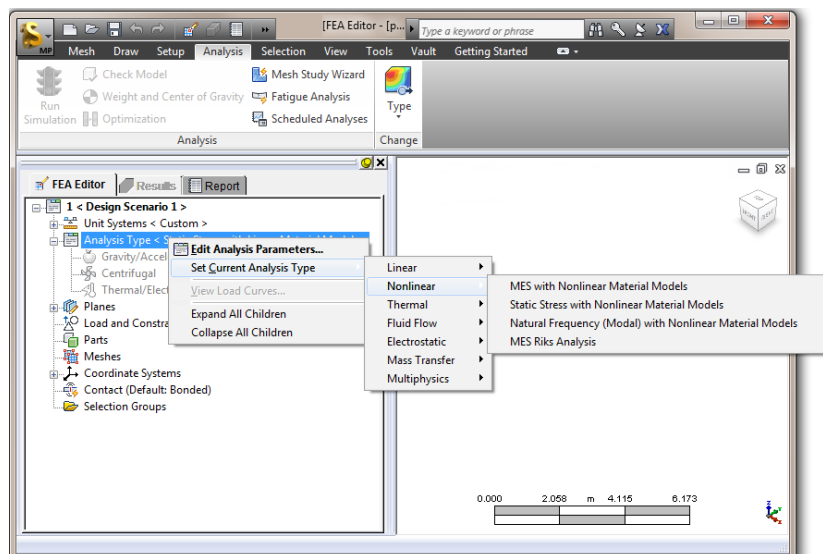 [FEA Editor - [p...
Type a keyword or phrase
MP
Mesh Draw Setup Analysis Selection View Tools Vault Getting Started
Run Simulation
Check Model
Weight and Center of Gravity
Optimization
Mesh Study Wizard
Fatigue Analysis
Scheduled Analyses
Type
Analysis
Change
FEA Editor Results Report
1 < Design Scenario 1 >
Unit Systems < Custom >
Analysis Type <
Gravity/Accel
Centrifugal
Thermal/Elect
Planes
Load and Constra
Parts
Meshes
Coordinate Systems
Contact (Default: Bonded)
Selection Groups
Edit Analysis Parameters...
Set Current Analysis Type
View Load Curves...
Expand All Children
Collapse All Children
Linear
Nonlinear
Thermal
Fluid Flow
Electrostatic
Mass Transfer
Multiphysics
MES with Nonlinear Material Models
Static Stress with Nonlinear Material Models
Natural Frequency (Modal) with Nonlinear Material Models
MES Riks Analysis
0.000 2.058 m 4.115 6.173